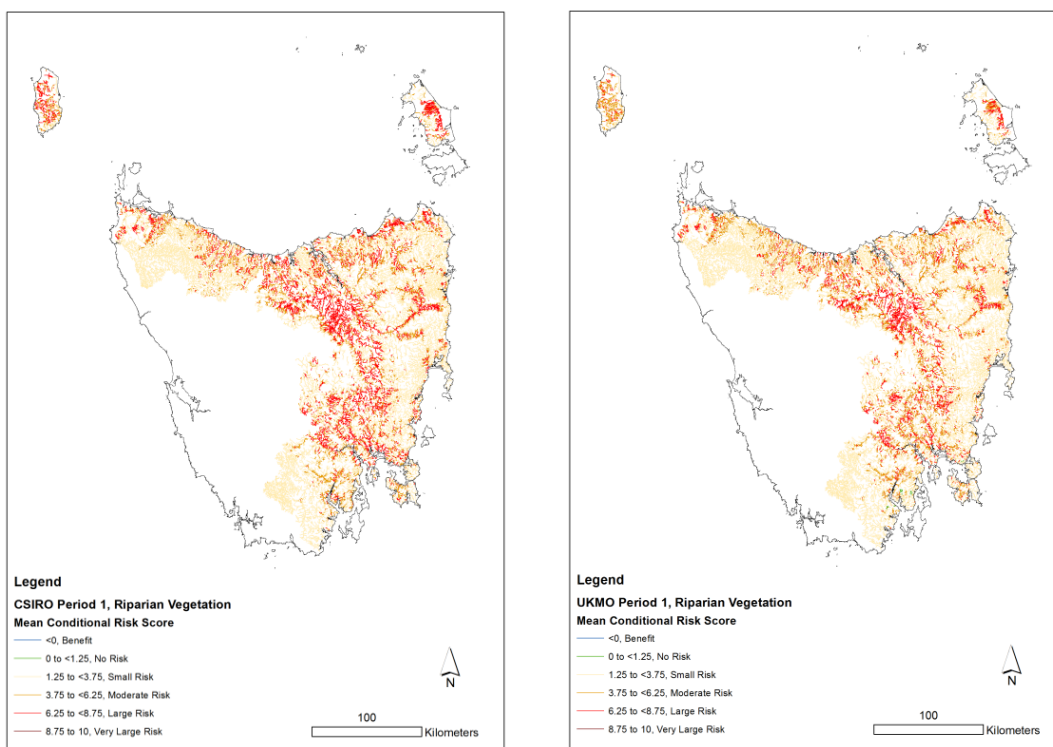 Legend
CSIRO Period 1, Riparian Vegetation
Mean Conditional Risk Score
<0, Benefit
0 to <1.25, No Risk
1.25 to <3.75, Small Risk
3.75 to <6.25, Moderate Risk
6.25 to <8.75, Large Risk
8.75 to 10, Very Large Risk
N
100
Kilometers
Legend
UKMO Period 1, Riparian Vegetation
Mean Conditional Risk Score
<0, Benefit
0 to <1.25, No Risk
1.25 to <3.75, Small Risk
3.75 to <6.25, Moderate Risk
6.25 to <8.75, Large Risk
8.75 to 10, Very Large Risk
N
100
Kilometers